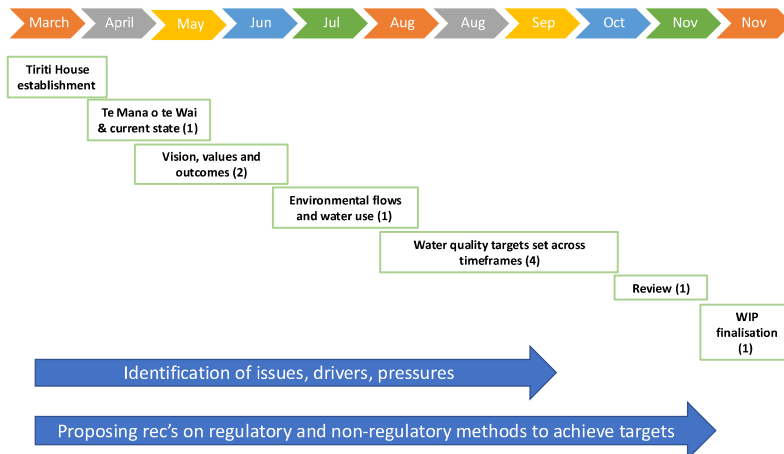 March
April
May
Jun
Jul
Aug
Aug
Sep
Oct
Nov
Nov
Tiriti House
establishment
Te Mana o te Wai
& current state (1)
Vision, values and
outcomes (2)
Environmental flows
and water use (1)
Water quality targets set across
timeframes (4)
Review (1)
WIP
finalisation
(1)
Identification of issues, drivers, pressures
Proposing rec's on regulatory and non-regulatory methods to achieve targets